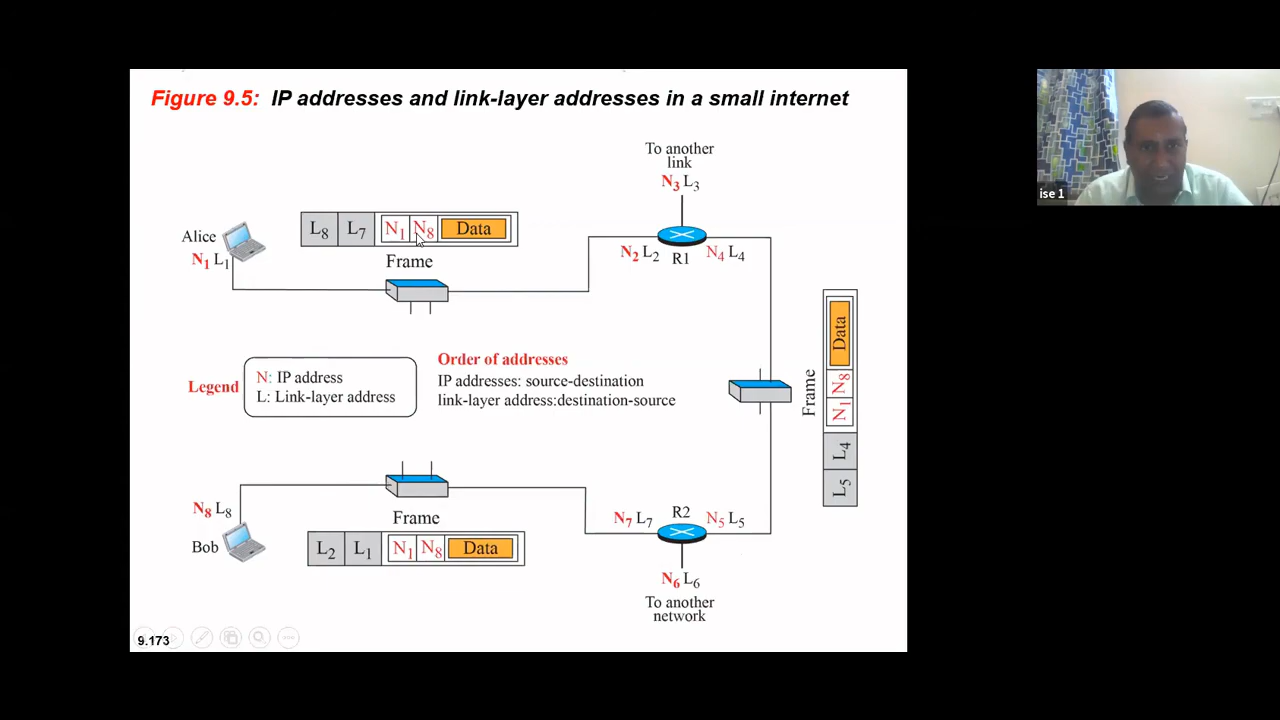 Figure 9.5: IP addresses and link-layer addresses in a small internet
To another
link
N3 L3
Alice
N1 L1
L8 L7 N1 N8 Data
Frame
N2 L2
R1
N4 L4
Legend
N: IP address
L: Link-layer address
Order of addresses
IP addresses: source-destination
link-layer address:destination-source
Frame
L5 L4 N1 N8 Data
N8 L8
Bob
Frame
L2 L1 N1 N8 Data
N7 L7
R2
N5 L5
N6 L6
To another
network
9.173
ise 1